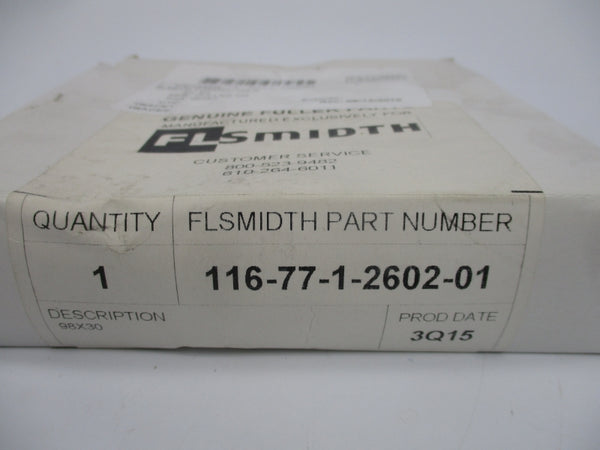 GENUINE FULLER PARTS
MANUFACTURED EXCLUSIVELY FOR
FLSMIDTH
CUSTOMER SERVICE
800-523-9482
610-264-6011
QUANTITY FLSMIDTH PART NUMBER
1 116-77-1-2602-01
DESCRIPTION PROD DATE
98X30 3Q15